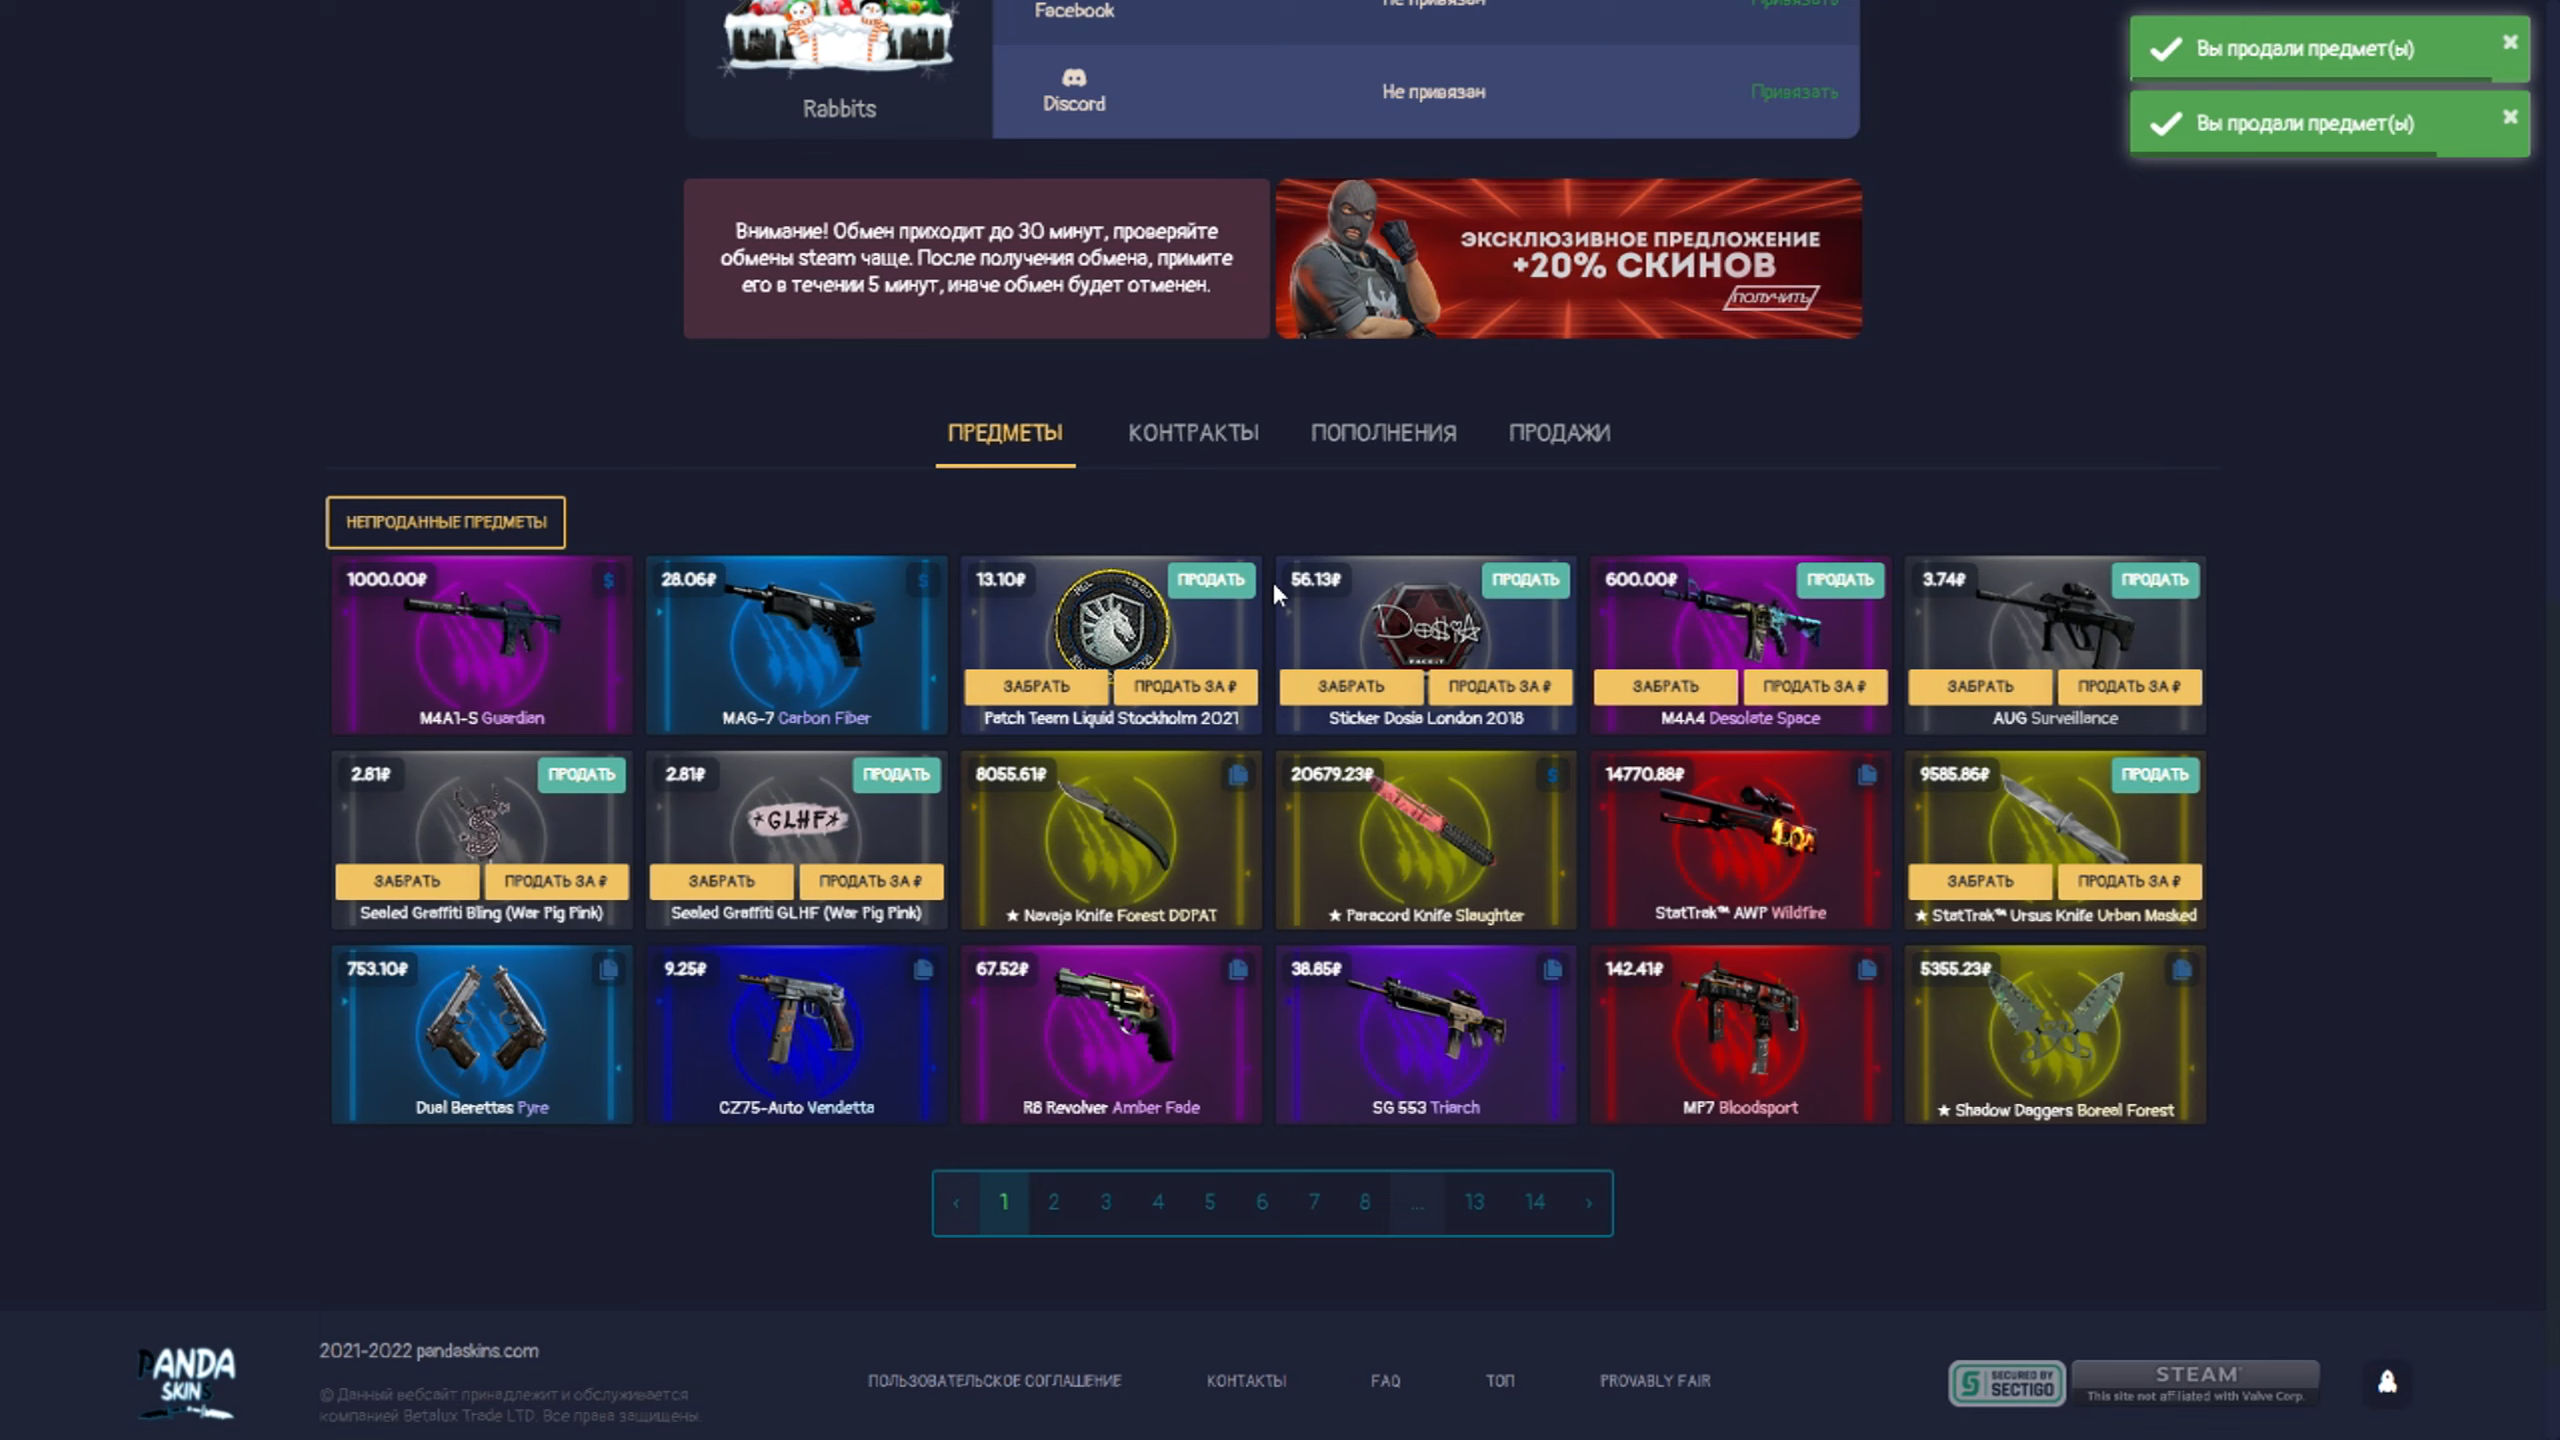 Facebook
Не привязан
Привязать
Discord
Не привязан
Привязать
Rabbits
Вы продали предмет(ы)
Вы продали предмет(ы)
Внимание! Обмен приходит до 30 минут, проверяйте
обмены steam чаще. После получения обмена, примите
его в течении 5 минут, иначе обмен будет отменен.
ЭКСКЛЮЗИВНОЕ ПРЕДЛОЖЕНИЕ
+20% СКИНОВ
ПОЛУЧИТЬ
ПРЕДМЕТЫ КОНТРАКТЫ ПОПОЛНЕНИЯ ПРОДАЖИ
НЕПРОДАННЫЕ ПРЕДМЕТЫ
1000.00₽ $
M4A1-S Guardian
28.06₽ $
MAG-7 Carbon Fiber
13.10₽ ПРОДАТЬ
ЗАБРАТЬ ПРОДАТЬ ЗА ₽
Patch Team Liquid Stockholm 2021
56.13₽ ПРОДАТЬ
DoSiA
FACEIT
ЗАБРАТЬ ПРОДАТЬ ЗА ₽
Sticker Dosia London 2018
600.00₽ ПРОДАТЬ
ЗАБРАТЬ ПРОДАТЬ ЗА ₽
M4A4 Desolate Space
3.74₽ ПРОДАТЬ
ЗАБРАТЬ ПРОДАТЬ ЗА ₽
AUG Surveillance
2.81₽ ПРОДАТЬ
ЗАБРАТЬ ПРОДАТЬ ЗА ₽
Sealed Graffiti Bling (War Pig Pink)
2.81₽ ПРОДАТЬ
*GLHF*
ЗАБРАТЬ ПРОДАТЬ ЗА ₽
Sealed Graffiti GLHF (War Pig Pink)
8055.61₽
★ Navaja Knife Forest DDPAT
20679.23₽ $
★ Paracord Knife Slaughter
14770.88₽
StatTrak™ AWP Wildfire
9585.86₽ ПРОДАТЬ
ЗАБРАТЬ ПРОДАТЬ ЗА ₽
★ StatTrak™ Ursus Knife Urban Masked
753.10₽
Dual Berettas Pyre
9.25₽
CZ75-Auto Vendetta
67.52₽
R8 Revolver Amber Fade
38.85₽
SG 553 Triarch
142.41₽
MP7 Bloodsport
5355.23₽
★ Shadow Daggers Boreal Forest
‹ 1 2 3 4 5 6 7 8 ... 13 14 ›
PANDA
SKINS
2021-2022 pandaskins.com
© Данный вебсайт принадлежит и обслуживается
компанией Betalux Trade LTD. Все права защищены.
ПОЛЬЗОВАТЕЛЬСКОЕ СОГЛАШЕНИЕ КОНТАКТЫ FAQ ТОП PROVABLY FAIR
SECURED BY
SECTIGO
STEAM
This site not affiliated with Valve Corp.